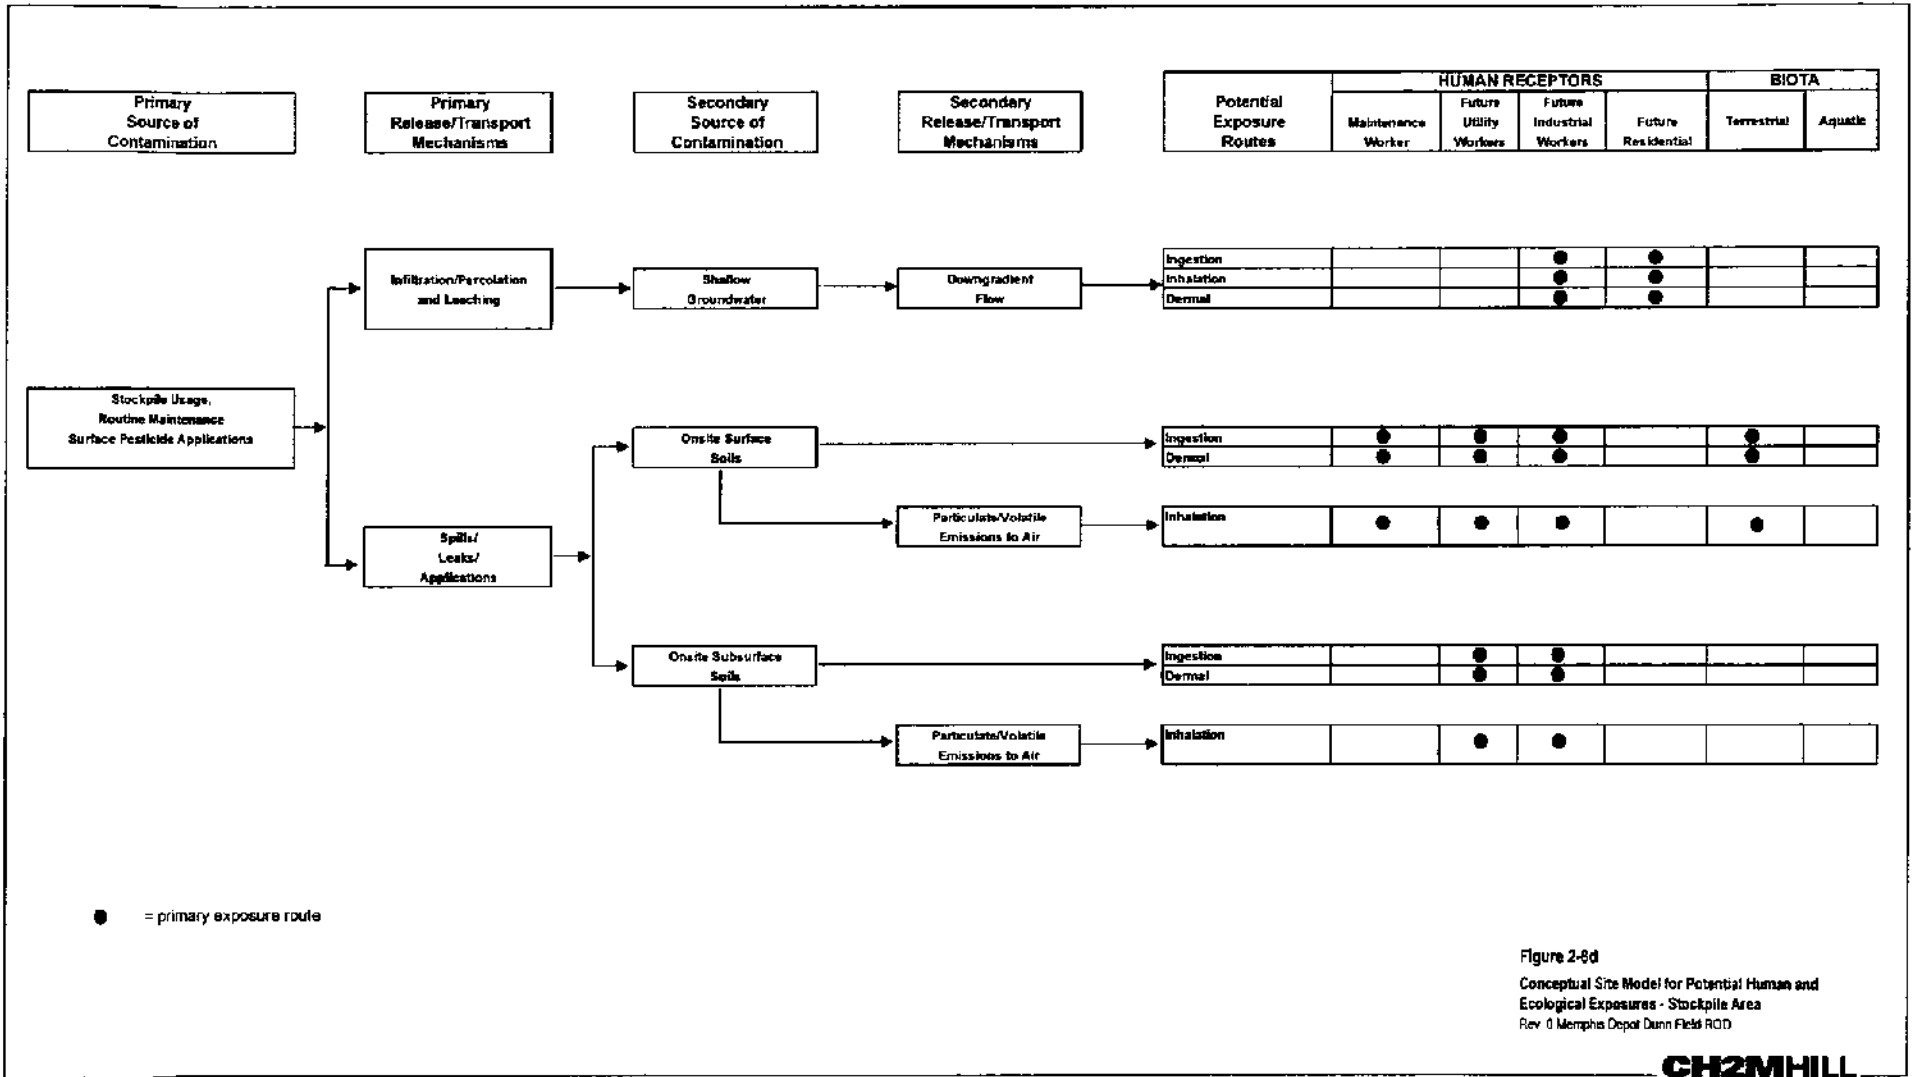 Primary
Source of
Contamination
Primary
Release/Transport
Mechanisms
Secondary
Source of
Contamination
Secondary
Release/Transport
Mechanisms
Potential
Exposure
Routes
HUMAN RECEPTORS
BIOTA
Maintenance
Worker
Future
Utility
Workers
Future
Industrial
Workers
Future
Residential
Terrestrial
Aquatic
Infiltration/Percolation
and Leaching
Shallow
Groundwater
Downgradient
Flow
Ingestion
Inhalation
Dermal
Stockpile Usage,
Routine Maintenance
Surface Pesticide Applications
Onsite Surface
Soils
Ingestion
Dermal
Particulate/Volatile
Emissions to Air
Inhalation
Spills/
Leaks/
Applications
Onsite Subsurface
Soils
Ingestion
Dermal
Particulate/Volatile
Emissions to Air
Inhalation
= primary exposure route
Figure 2-8d
Conceptual Site Model for Potential Human and
Ecological Exposures - Stockpile Area
Rev. 0 Memphis Depot Dunn Field ROD
CH2MHILL